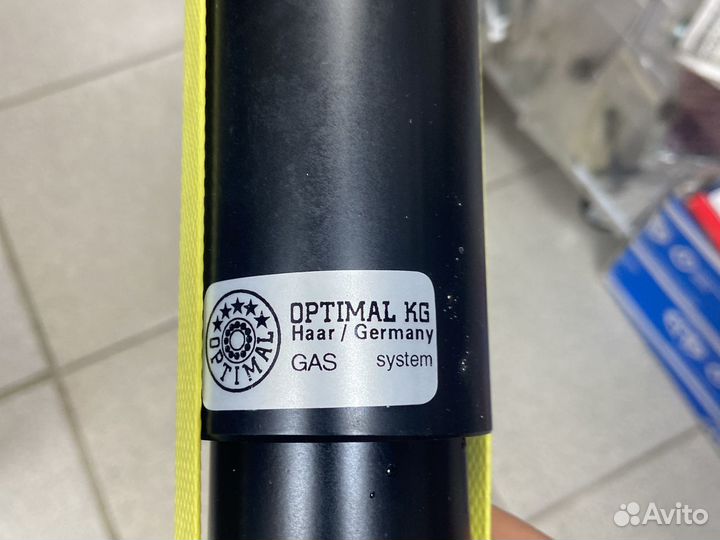 OPTIMAL
OPTIMAL KG
Haar / Germany
GAS system
Avito